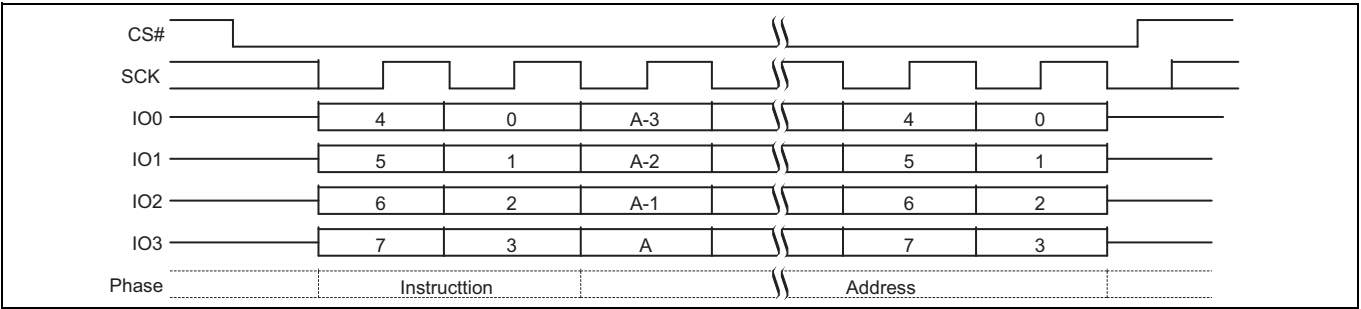 CS#
SCK
IO0 4 0 A-3 4 0
IO1 5 1 A-2 5 1
IO2 6 2 A-1 6 2
IO3 7 3 A 7 3
Phase Instructtion Address